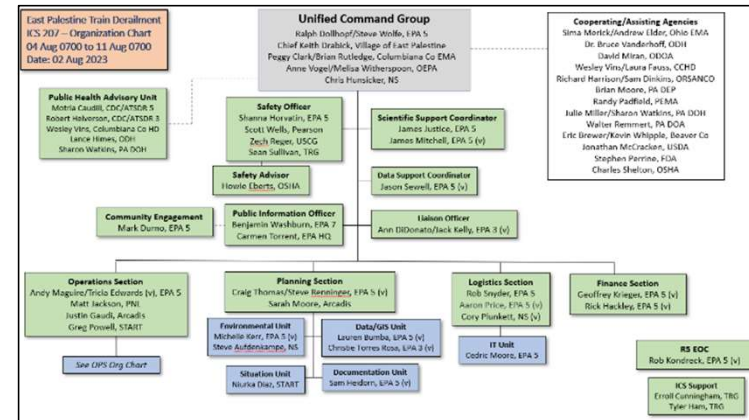 East Palestine Train Derailment
ICS 207 – Organization Chart
04 Aug 0700 to 11 Aug 0700
Date: 02 Aug 2023
Unified Command Group
Ralph Dollhopf/Steve Wolfe, EPA 5
Chief Keith Drabick, Village of East Palestine
Peggy Clark/Brian Rutledge, Columbiana Co EMA
Anne Vogel/Melisa Witherspoon, OEPA
Chris Hunsicker, NS
Cooperating/Assisting Agencies
Sima Merick/Andrew Elder, Ohio EMA
Dr. Bruce Vanderhoff, ODH
David Miran, ODOA
Wesley Vins/Laura Fauss, CCHD
Richard Harrison/Sam Dinkins, ORSANCO
Brian Moore, PA DEP
Randy Padfield, PEMA
Julie Miller/Sharon Watkins, PA DOH
Walter Remmert, PA DOA
Eric Brewer/Kevin Whipple, Beaver Co
Jonathan McCracken, USDA
Stephen Perrine, FDA
Charles Shelton, OSHA
Public Health Advisory Unit
Motria Caudill, CDC/ATSDR 5
Robert Helverson, CDC/ATSDR 3
Wesley Vins, Columbiana Co HD
Lance Himes, ODH
Sharon Watkins, PA DOH
Safety Officer
Shanna Horvatin, EPA 5
Scott Wells, Pearson
Zech Reger, USCG
Sean Sullivan, TRG
Scientific Support Coordinator
James Justice, EPA 5
James Mitchell, EPA 5 (v)
Safety Advisor
Howie Eberts, OSHA
Data Support Coordinator
Jason Sewell, EPA 5 (v)
Community Engagement
Mark Durno, EPA 5
Public Information Officer
Benjamin Washburn, EPA 7
Carmen Torrent, EPA HQ
Liaison Officer
Ann DiDonato/Jack Kelly, EPA 3 (v)
Operations Section
Andy Maguire/Tricia Edwards (v), EPA 5
Matt Jackson, PNL
Justin Gaudi, Arcadis
Greg Powell, START
Planning Section
Craig Thomas/Steve Renninger, EPA 5 (v)
Sarah Moore, Arcadis
Logistics Section
Rob Snyder, EPA 5
Aaron Price, EPA 5 (v)
Cory Plunkett, NS (v)
Finance Section
Geoffrey Krieger, EPA 5 (v)
Rick Hackley, EPA 5 (v)
See OPS Org Chart
Environmental Unit
Michelle Kerr, EPA 5 (v)
Steve Aufdenkampe, NS
Data/GIS Unit
Lauren Bumba, EPA 5 (v)
Christie Torres Rosa, EPA 3 (v)
IT Unit
Cedric Moore, EPA 5
Situation Unit
Niurka Diaz, START
Documentation Unit
Sam Heidorn, EPA 5 (v)
R5 EOC
Rob Kondreck, EPA 5 (v)
ICS Support
Erroll Cunningham, TBG
Tyler Ham, TBG